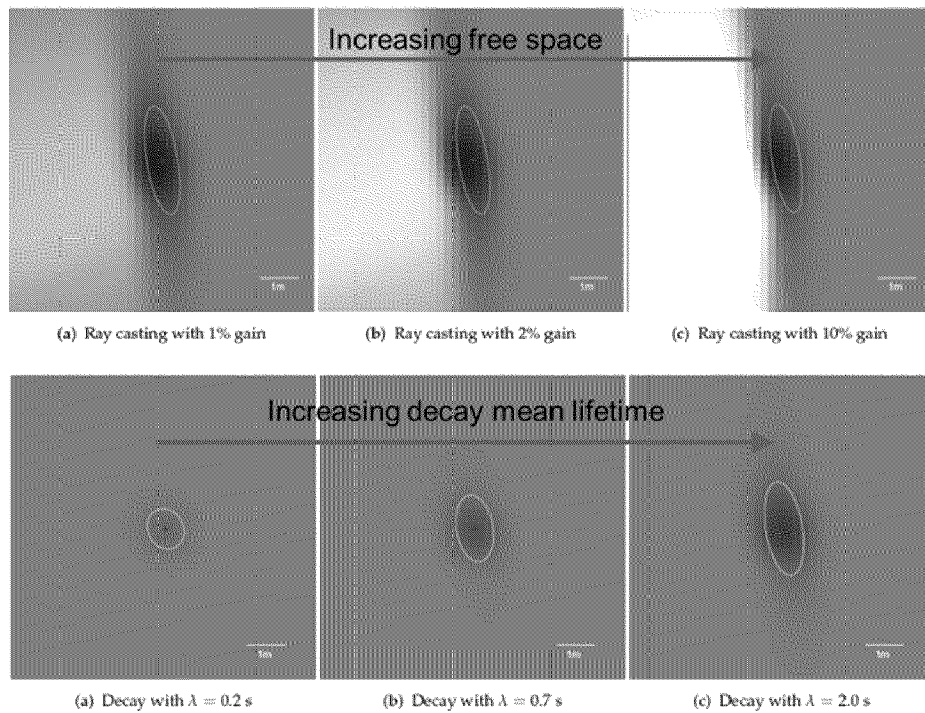 Increasing free space
1m
1m
1m
(a) Ray casting with 1% gain
(b) Ray casting with 2% gain
(c) Ray casting with 10% gain
Increasing decay mean lifetime
1m
1m
1m
(a) Decay with λ = 0.2 s
(b) Decay with λ = 0.7 s
(c) Decay with λ = 2.0 s